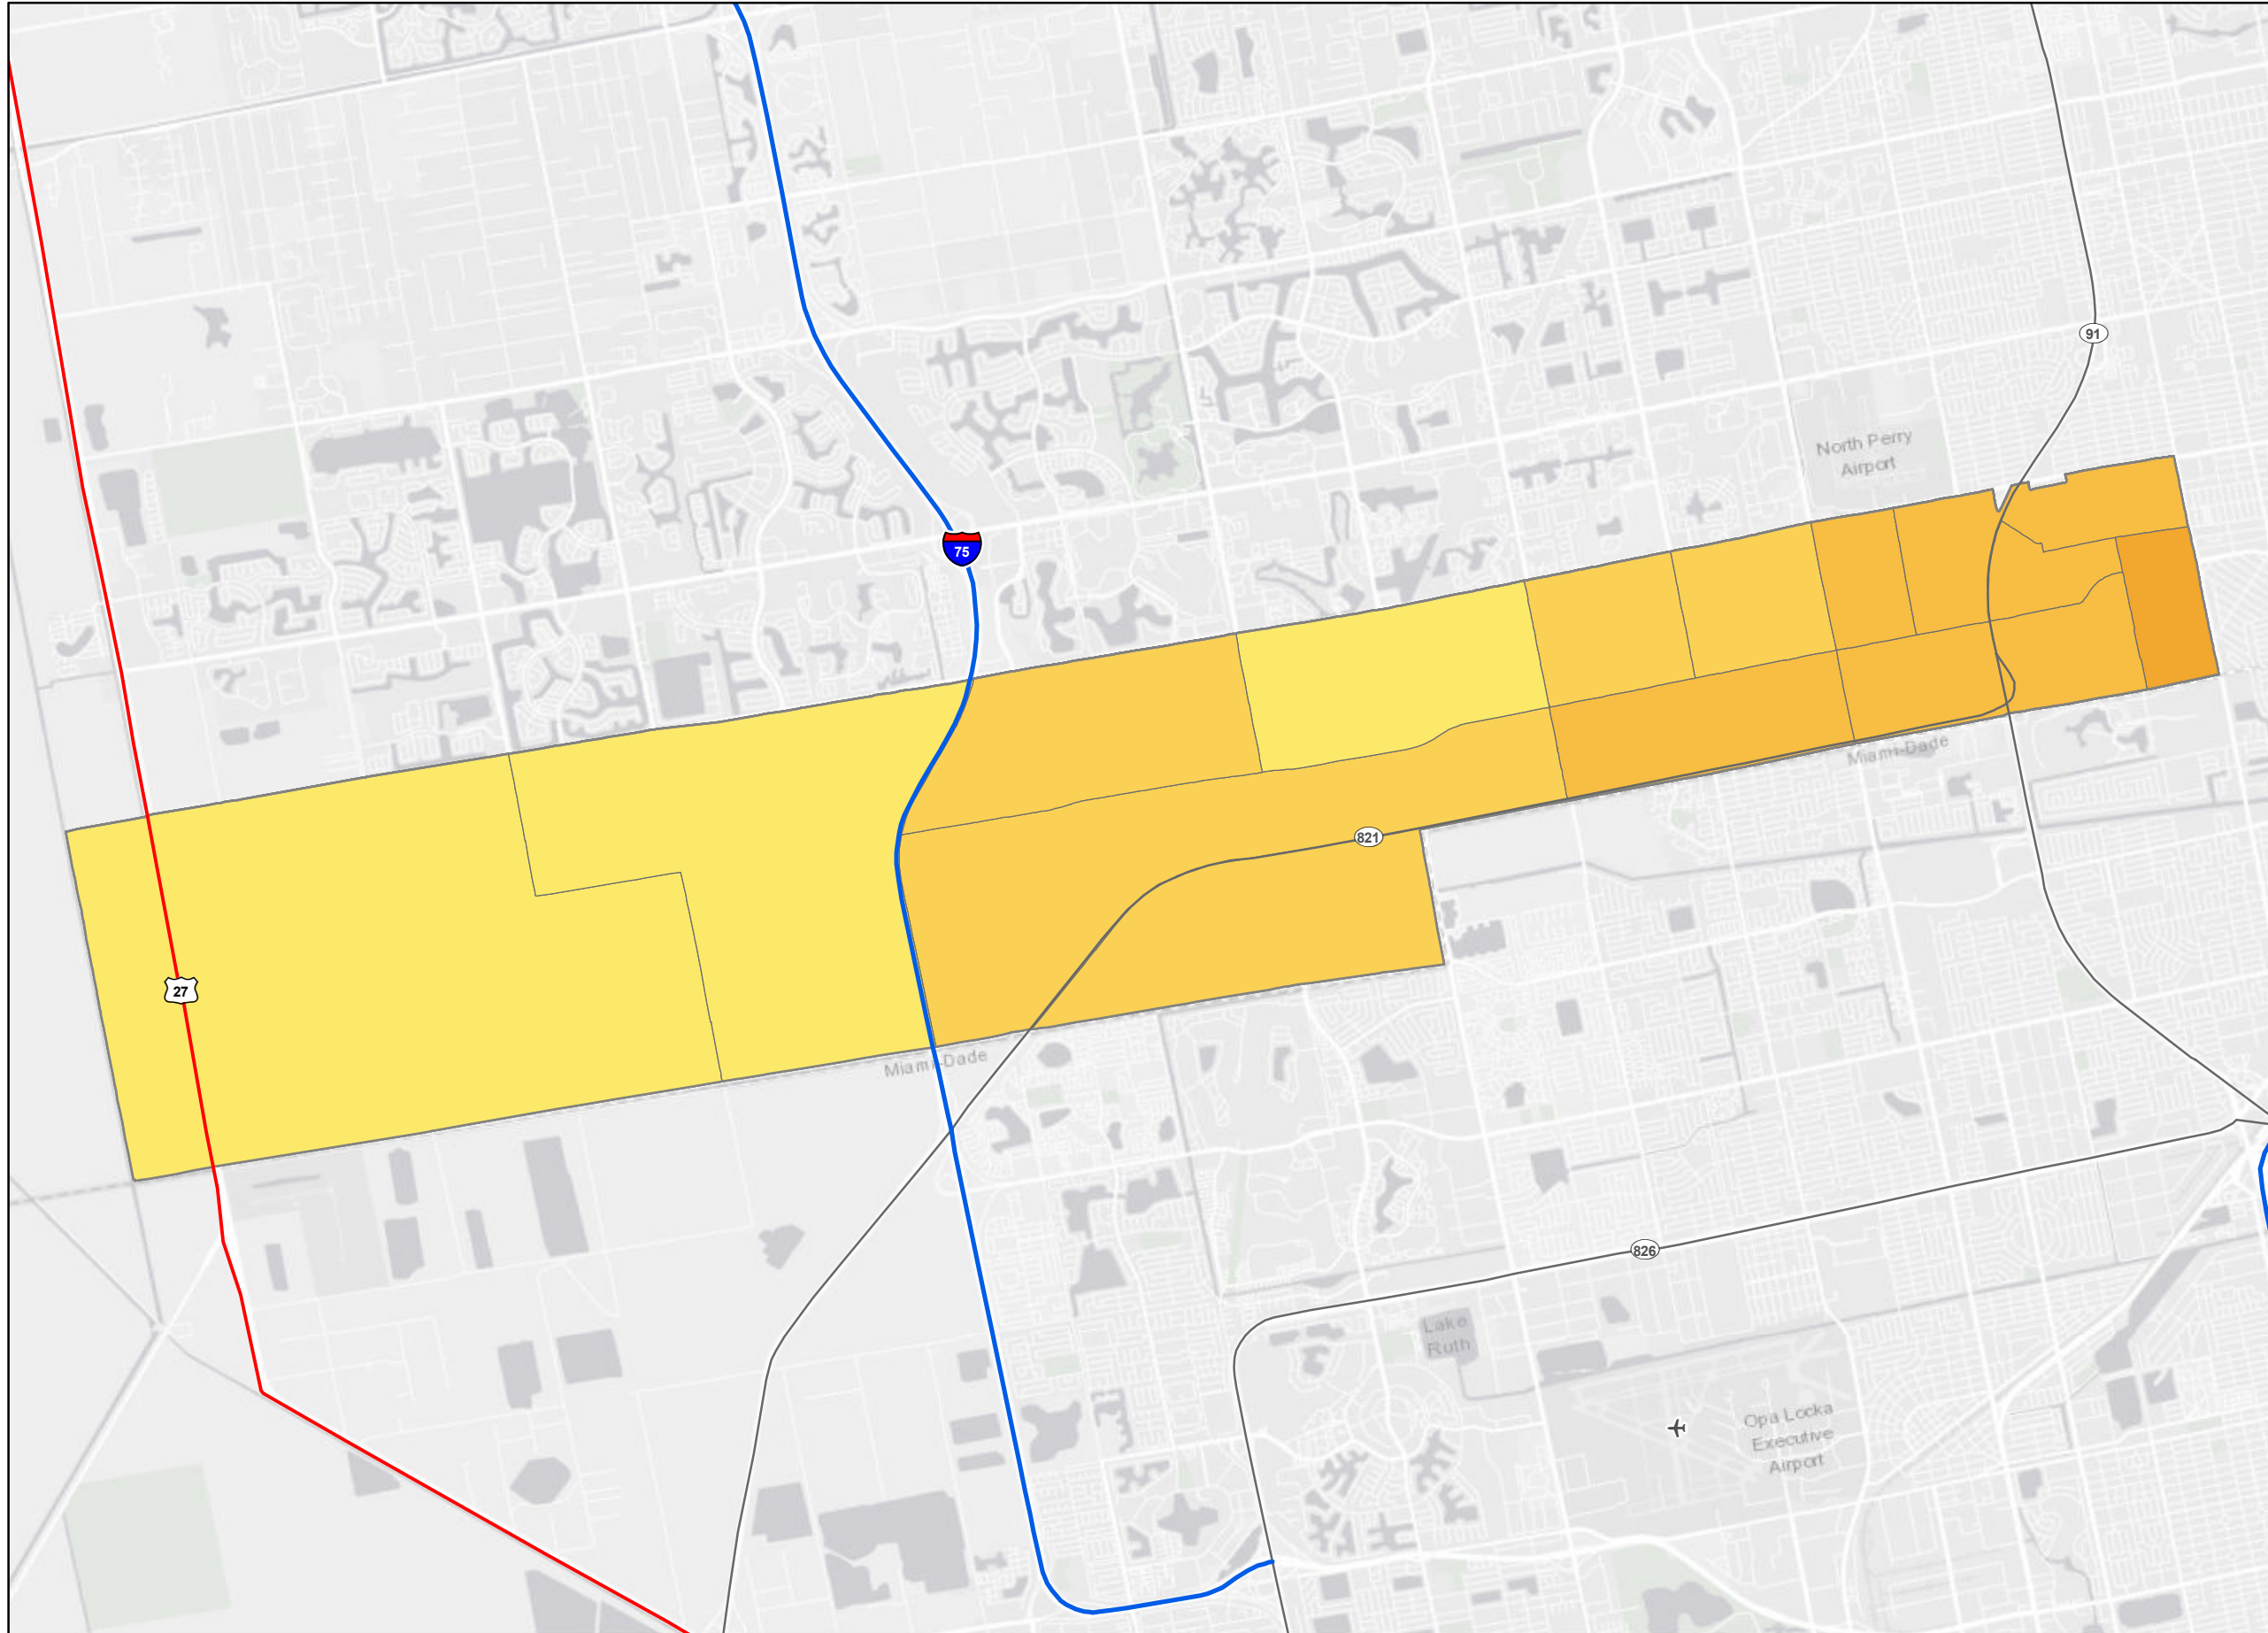 91
North Perry
Airport
75
Miami-Dade
821
27
Miami-Dade
826
Lake
Ruth
Opa Locka
Executive
Airport